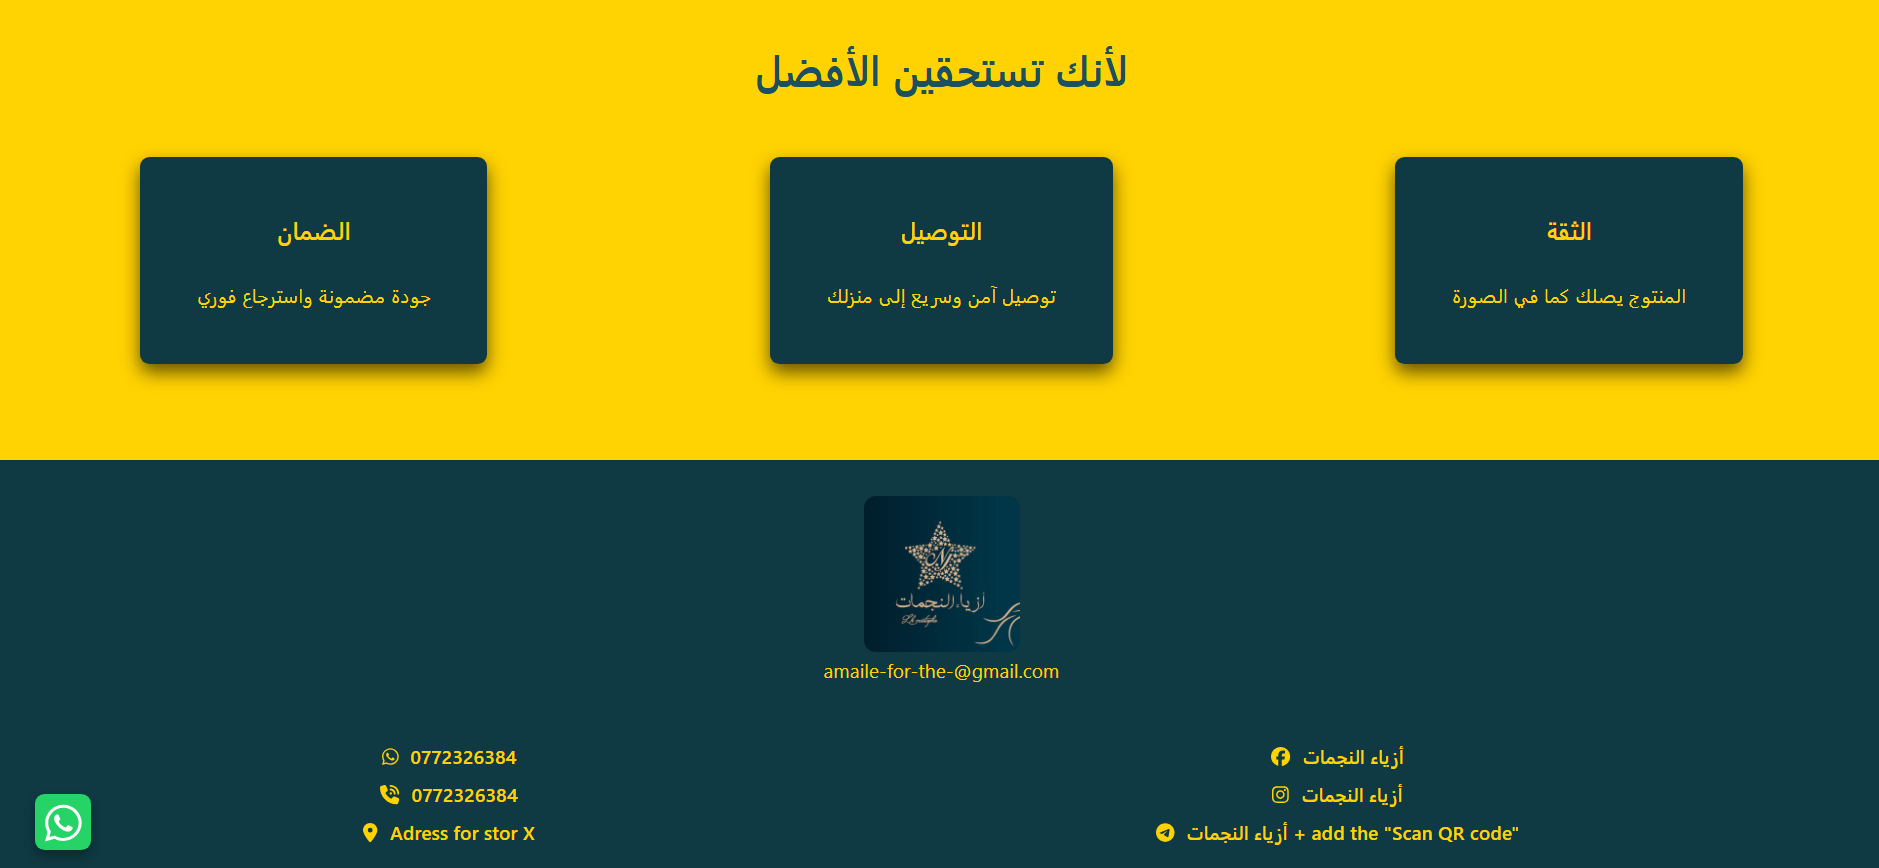 لأنك تستحقين الأفضل
الثقة
المنتوج يصلك كما في الصورة
التوصيل
توصيل آمن وسريع إلى منزلك
الضمان
جودة مضمونة واسترجاع فوري
أزياء النجمات
amaile-for-the-@gmail.com
أزياء النجمات
أزياء النجمات
أزياء النجمات + add the "Scan QR code"
0772326384
0772326384
Adress for stor X